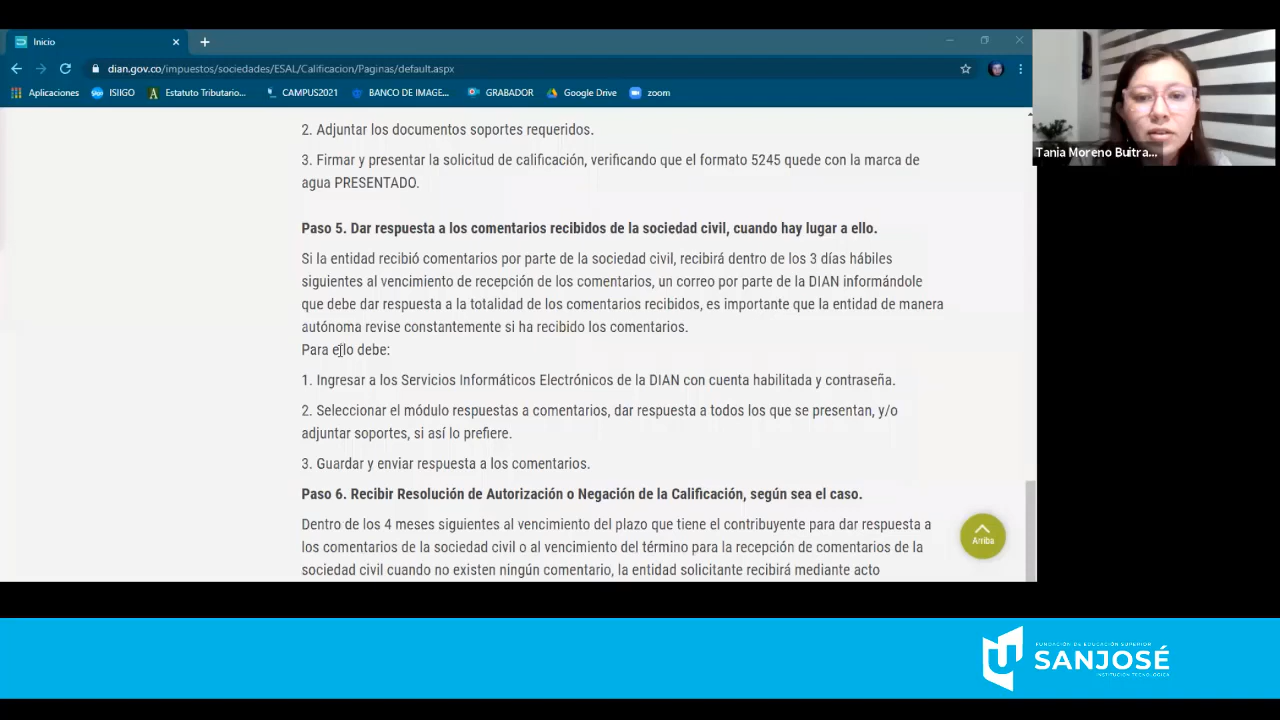 Inicio
dian.gov.co/impuestos/sociedades/ESAL/Calificacion/Paginas/default.aspx
Aplicaciones
ISIIGO
Estatuto Tributario...
CAMPUS2021
BANCO DE IMAGE...
GRABADOR
Google Drive
zoom
Tania Moreno Buitra...
2. Adjuntar los documentos soportes requeridos.
3. Firmar y presentar la solicitud de calificación, verificando que el formato 5245 quede con la marca de
agua PRESENTADO.
Paso 5. Dar respuesta a los comentarios recibidos de la sociedad civil, cuando hay lugar a ello.
Si la entidad recibió comentarios por parte de la sociedad civil, recibirá dentro de los 3 días hábiles
siguientes al vencimiento de recepción de los comentarios, un correo por parte de la DIAN informándole
que debe dar respuesta a la totalidad de los comentarios recibidos, es importante que la entidad de manera
autónoma revise constantemente si ha recibido los comentarios.
Para ello debe:
1. Ingresar a los Servicios Informáticos Electrónicos de la DIAN con cuenta habilitada y contraseña.
2. Seleccionar el módulo respuestas a comentarios, dar respuesta a todos los que se presentan, y/o
adjuntar soportes, si así lo prefiere.
3. Guardar y enviar respuesta a los comentarios.
Paso 6. Recibir Resolución de Autorización o Negación de la Calificación, según sea el caso.
Dentro de los 4 meses siguientes al vencimiento del plazo que tiene el contribuyente para dar respuesta a
los comentarios de la sociedad civil o al vencimiento del término para la recepción de comentarios de la
sociedad civil cuando no existen ningún comentario, la entidad solicitante recibirá mediante acto
Arriba
FUNDACIÓN DE EDUCACIÓN SUPERIOR
SANJOSÉ
INSTITUCIÓN TECNOLÓGICA